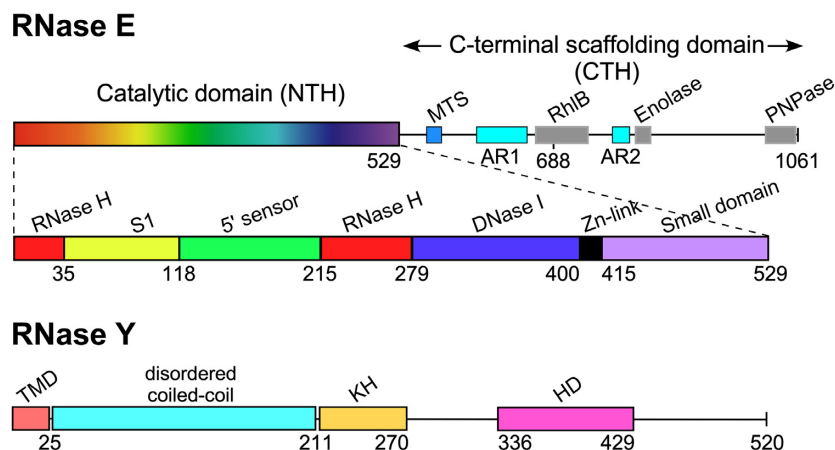 RNase E
C-terminal scaffolding domain
(CTH)
Catalytic domain (NTH)
MTS
RhlB
Enolase
PNPase
529
AR1
688
AR2
1061
RNase H
S1
5' sensor
RNase H
DNase I
Zn-link
Small domain
35
118
215
279
400
415
529
RNase Y
TMD
disordered
coiled-coil
KH
HD
25
211
270
336
429
520